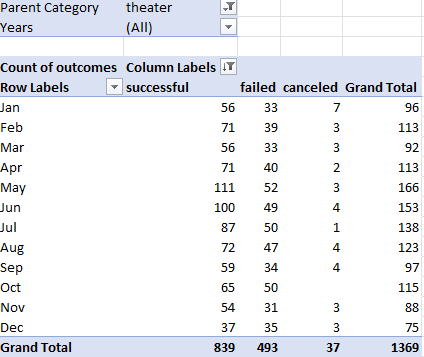 Parent Category theater
Years (All)
Count of outcomes Column Labels
Row Labels successful failed canceled Grand Total
Jan 56 33 7 96
Feb 71 39 3 113
Mar 56 33 3 92
Apr 71 40 2 113
May 111 52 3 166
Jun 100 49 4 153
Jul 87 50 1 138
Aug 72 47 4 123
Sep 59 34 4 97
Oct 65 50 115
Nov 54 31 3 88
Dec 37 35 3 75
Grand Total 839 493 37 1369